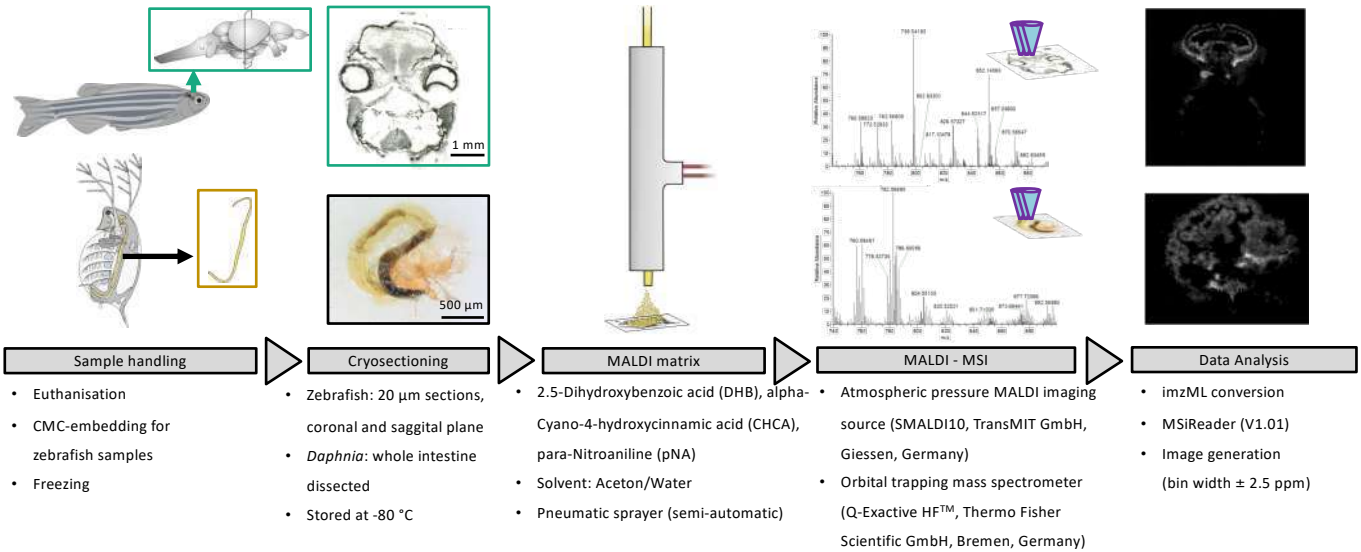 1 mm
500 µm
Relative Abundance
Sample handling
Cryosectioning
MALDI matrix
MALDI - MSI
Data Analysis
• Euthanisation
• CMC-embedding for
zebrafish samples
• Freezing
• Zebrafish: 20 µm sections,
coronal and saggital plane
• Daphnia: whole intestine
dissected
• Stored at -80 °C
• 2.5-Dihydroxybenzoic acid (DHB), alpha-
Cyano-4-hydroxycinnamic acid (CHCA),
para-Nitroaniline (pNA)
• Solvent: Aceton/Water
• Pneumatic sprayer (semi-automatic)
• Atmospheric pressure MALDI imaging
source (SMALDI10, TransMIT GmbH,
Giessen, Germany)
• Orbital trapping mass spectrometer
(Q-Exactive HF™, Thermo Fisher
Scientific GmbH, Bremen, Germany)
• imzML conversion
• MSiReader (V1.01)
• Image generation
(bin width ± 2.5 ppm)